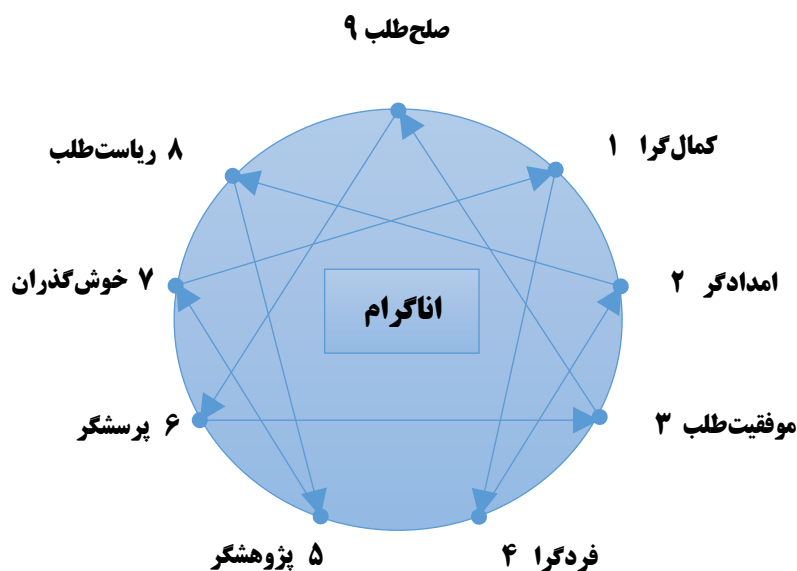 صلح‌طلب ۹
کمال‌گرا ۱
۸ ریاست‌طلب
امدادگر ۲
۷ خوش‌گذران
اناگرام
موفقیت‌طلب ۳
۶ پرسشگر
فردگرا ۴
۵ پژوهشگر